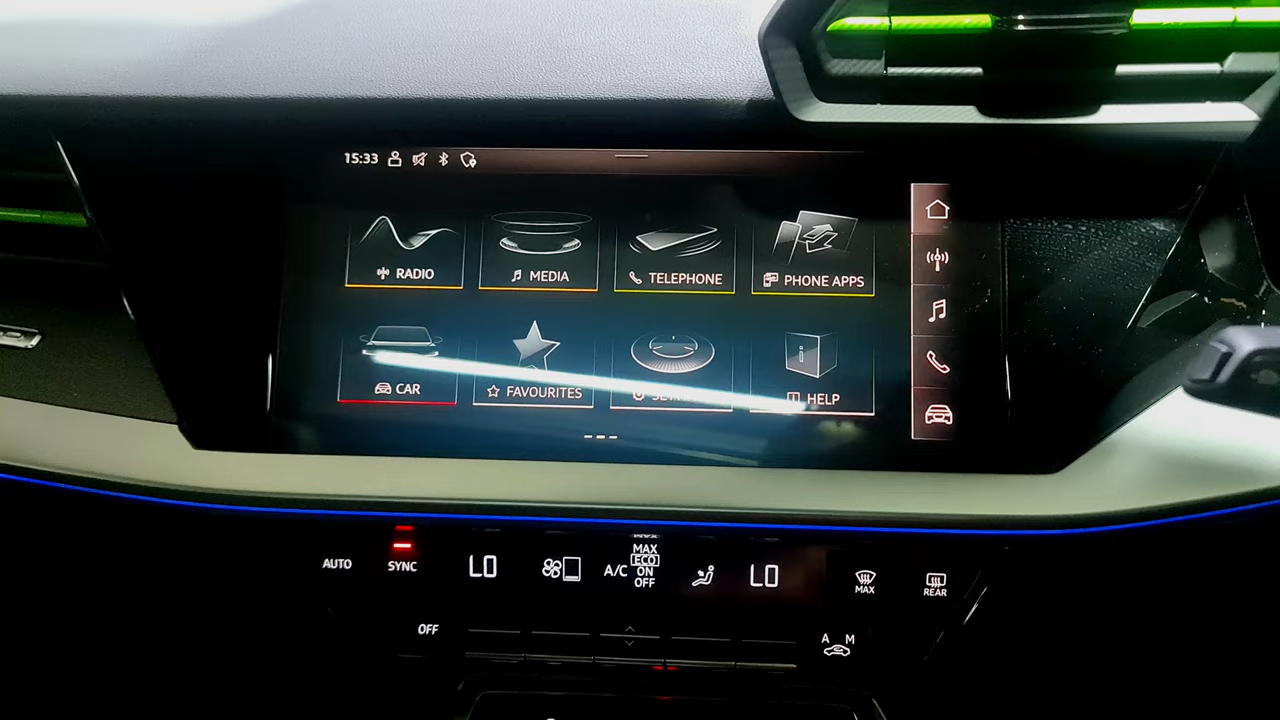 15:33
RADIO
MEDIA
TELEPHONE
PHONE APPS
CAR
FAVOURITES
HELP
AUTO
SYNC
LO
A/C
MAX
ECO
ON
OFF
LO
MAX
REAR
OFF
A M